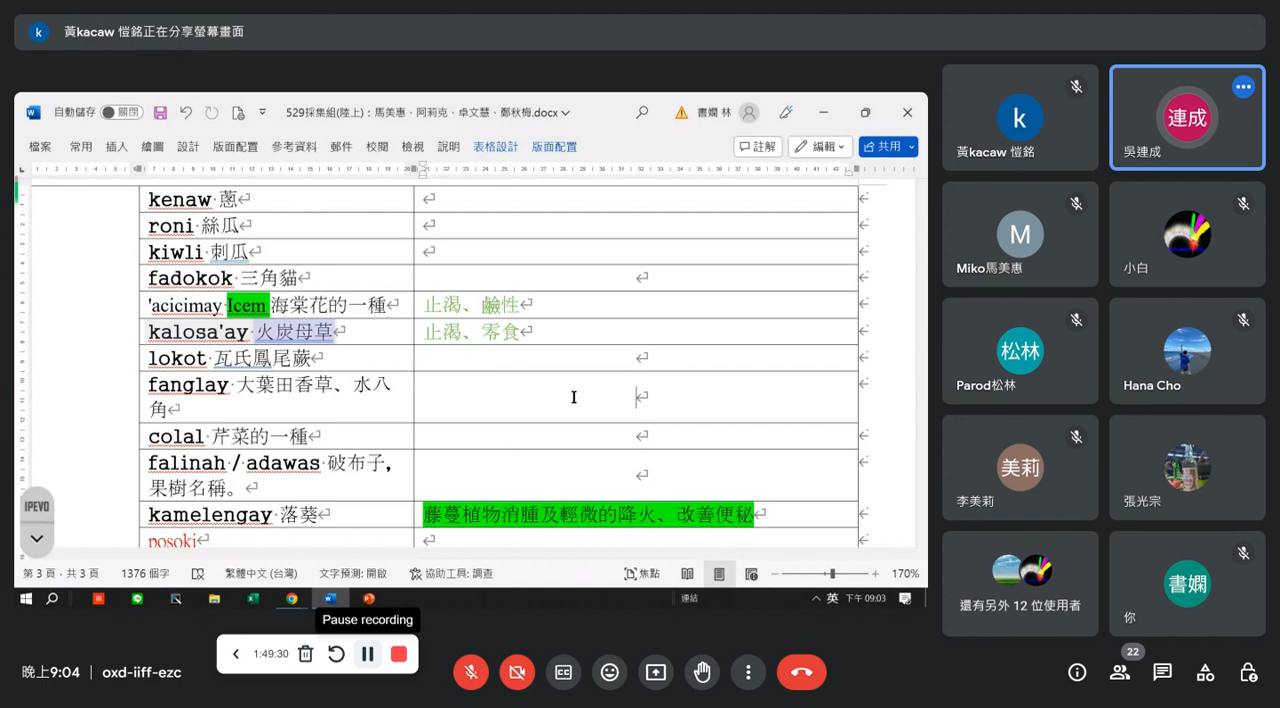 k 黃kacaw 愷銘正在分享螢幕畫面
自動儲存 關閉 529採集組(陸上)：馬美惠、阿莉克、卓文慧、鄭秋梅.docx 書嫺 林
檔案 常用 插入 繪圖 設計 版面配置 參考資料 郵件 校閱 檢視 說明 表格設計 版面配置 註解 編輯 共用
kenaw 蔥
roni 絲瓜
kiwli 刺瓜
fadokok 三角貓
'acicimay Icem 海棠花的一種 止渴、鹹性
kalosa'ay 火炭母草 止渴、零食
lokot 瓦氏鳳尾蕨
fanglay 大葉田香草、水八
角
colal 芹菜的一種
falinah / adawas 破布子,
果樹名稱。
kamelengay 落葵 藤蔓植物消腫及輕微的降火、改善便秘
posoki
IPEVO
第 3 頁，共 3 頁 1376 個字 繁體中文 (台灣) 文字預測: 開啟 協助工具: 調查 焦點 170%
連結 英 下午 09:03
Pause recording
1:49:30
晚上9:04 oxd-iiff-ezc
22
k
黃kacaw 愷銘
連成
吳連成
M
Miko馬美惠
小白
松林
Parod松林
Hana Cho
美莉
李美莉
張光宗
還有另外 12 位使用者
書嫺
你